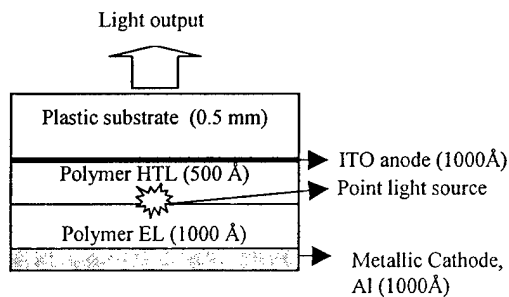 Light output
Plastic substrate (0.5 mm)
ITO anode (1000Å)
Polymer HTL (500 Å)
Point light source
Polymer EL (1000 Å)
Metallic Cathode,
Al (1000Å)